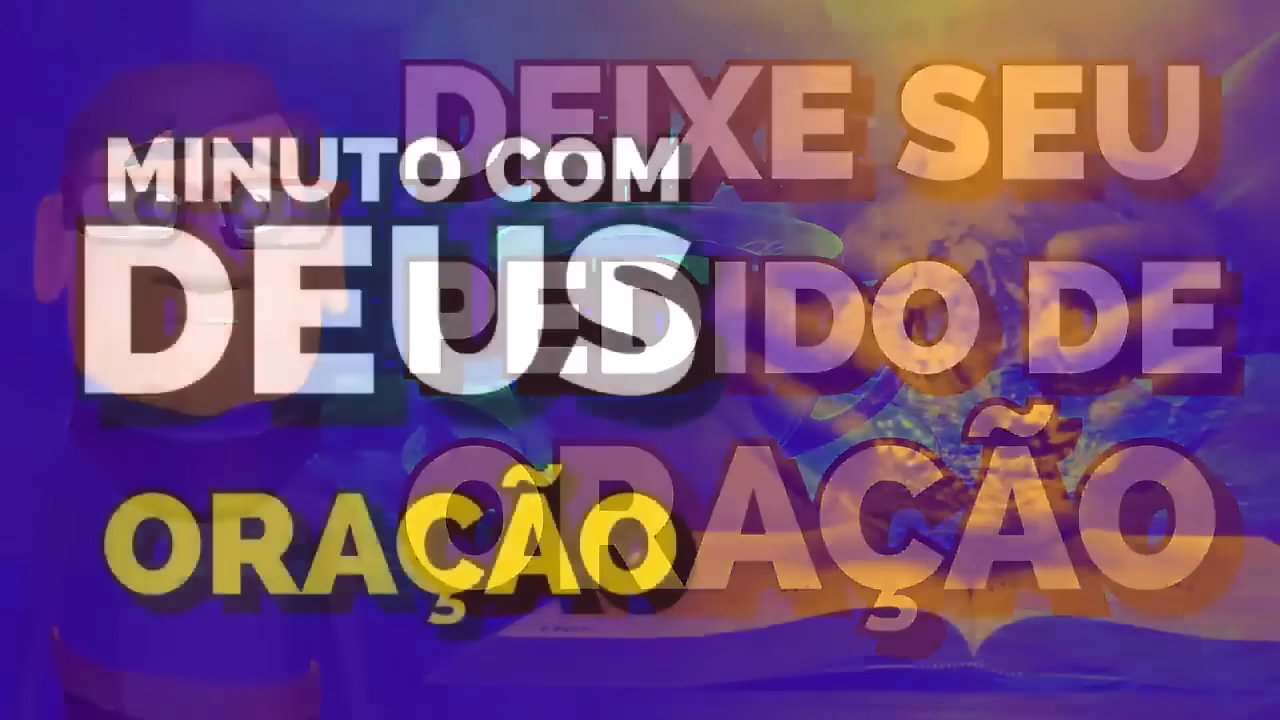 MINUTO COM
DEUS
ORAÇÃO
DEIXE SEU
PEDIDO DE
ORAÇÃO